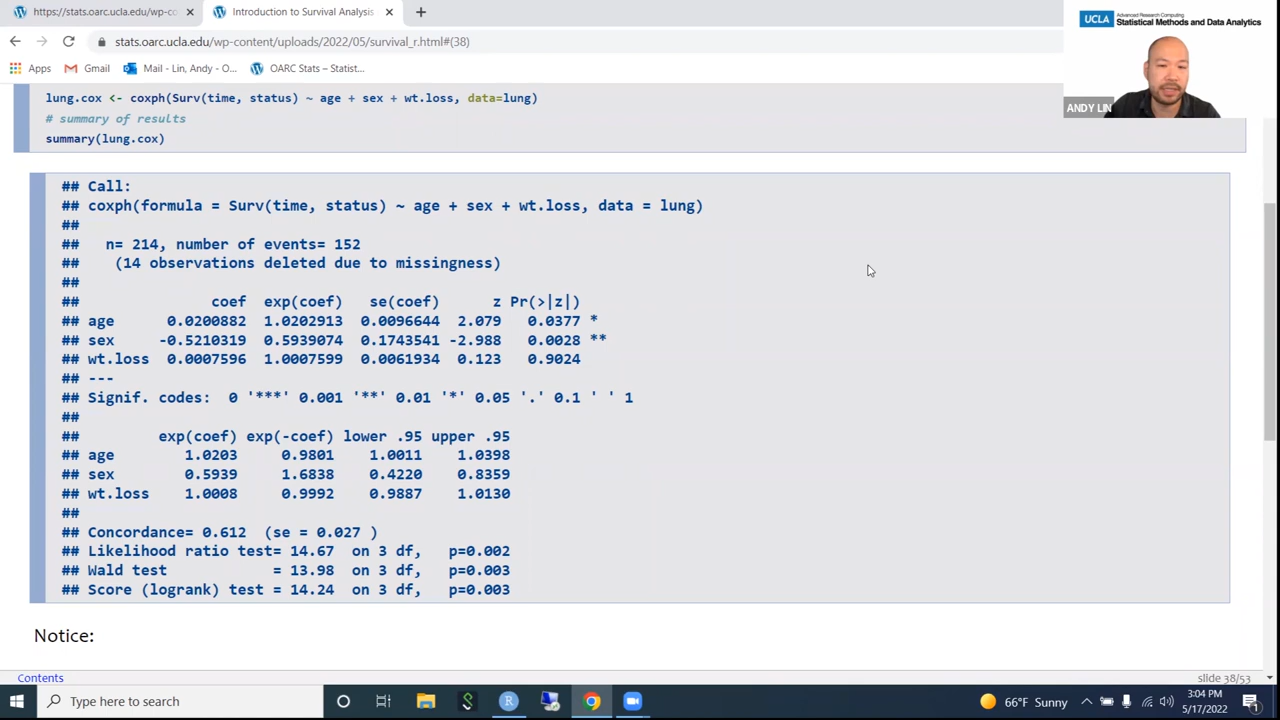 https://stats.oarc.ucla.edu/wp-co
Introduction to Survival Analysis
stats.oarc.ucla.edu/wp-content/uploads/2022/05/survival_r.html#(38)
Apps
Gmail
Mail - Lin, Andy - O...
OARC Stats – Statist...
UCLA
Advanced Research Computing
Statistical Methods and Data Analytics
ANDY LIN
lung.cox <- coxph(Surv(time, status) ~ age + sex + wt.loss, data=lung)
# summary of results
summary(lung.cox)
## Call:
## coxph(formula = Surv(time, status) ~ age + sex + wt.loss, data = lung)
##
##   n= 214, number of events= 152
##    (14 observations deleted due to missingness)
##
##               coef  exp(coef)   se(coef)      z Pr(>|z|)
## age      0.0200882  1.0202913  0.0096644  2.079   0.0377 *
## sex     -0.5210319  0.5939074  0.1743541 -2.988   0.0028 **
## wt.loss  0.0007596  1.0007599  0.0061934  0.123   0.9024
## ---
## Signif. codes:  0 '***' 0.001 '**' 0.01 '*' 0.05 '.' 0.1 ' ' 1
##
##         exp(coef) exp(-coef) lower .95 upper .95
## age        1.0203     0.9801    1.0011    1.0398
## sex        0.5939     1.6838    0.4220    0.8359
## wt.loss    1.0008     0.9992    0.9887    1.0130
##
## Concordance= 0.612  (se = 0.027 )
## Likelihood ratio test= 14.67  on 3 df,   p=0.002
## Wald test            = 13.98  on 3 df,   p=0.003
## Score (logrank) test = 14.24  on 3 df,   p=0.003
Notice:
Contents
slide 38/53
Type here to search
66°F Sunny
3:04 PM
5/17/2022